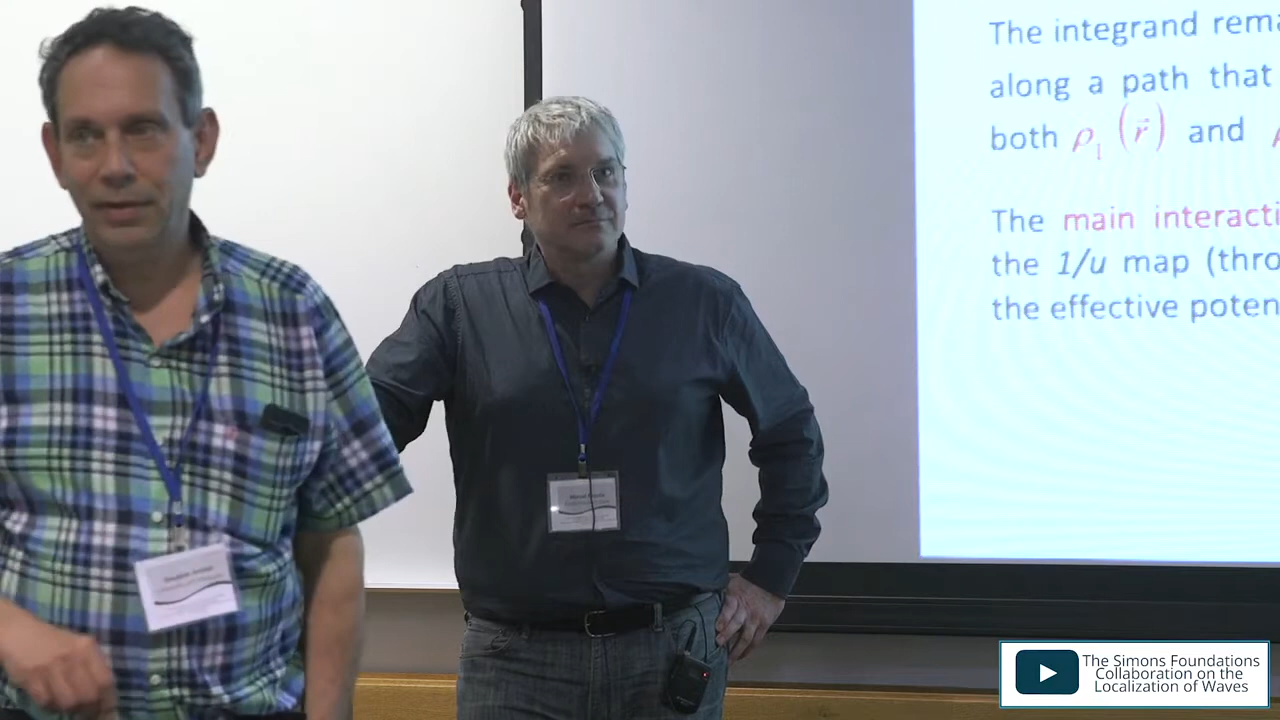 The integrand rema
along a path that
both ρ₁ (r⃗) and
The main interacti
the 1/u map (thro
the effective poten
The Simons Foundations
Collaboration on the
Localization of Waves